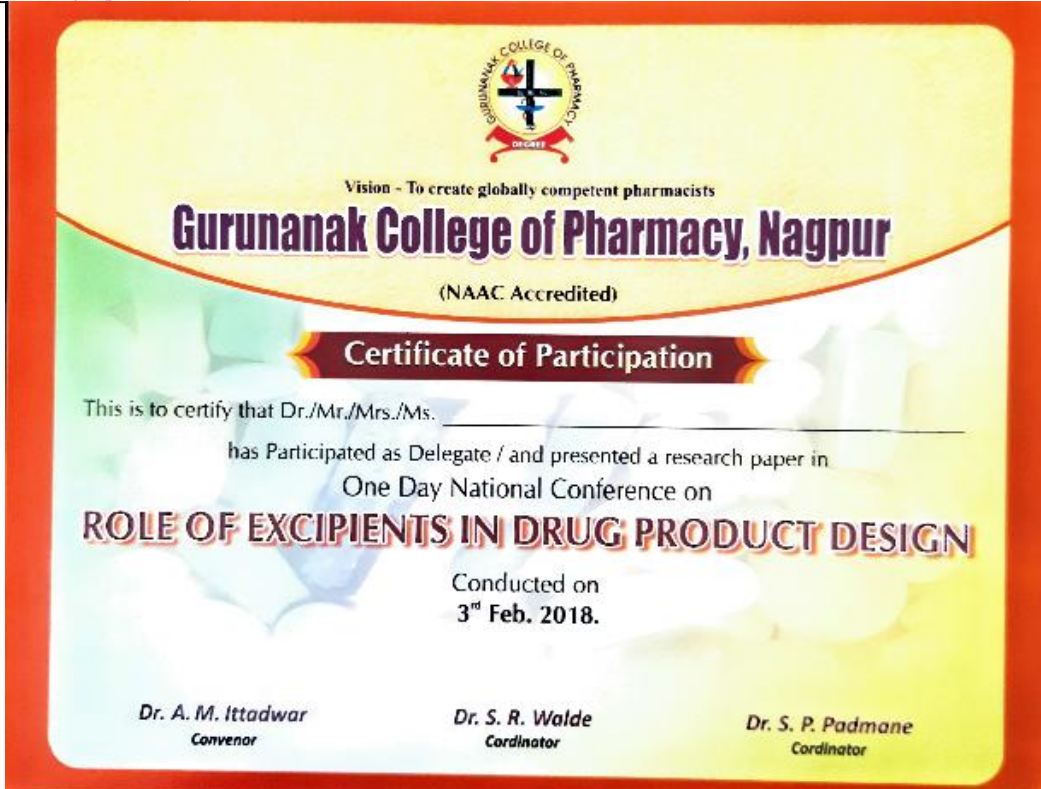 GURUNANAK COLLEGE OF PHARMACY
DEGREE
Vision - To create globally competent pharmacists
Gurunanak College of Pharmacy, Nagpur
(NAAC Accredited)
Certificate of Participation
This is to certify that Dr./Mr./Mrs./Ms.
has Participated as Delegate / and presented a research paper in
One Day National Conference on
ROLE OF EXCIPIENTS IN DRUG PRODUCT DESIGN
Conducted on
3rd Feb. 2018.
Dr. A. M. Ittadwar Dr. S. R. Walde Dr. S. P. Padmane
Convenor Cordinator Cordinator